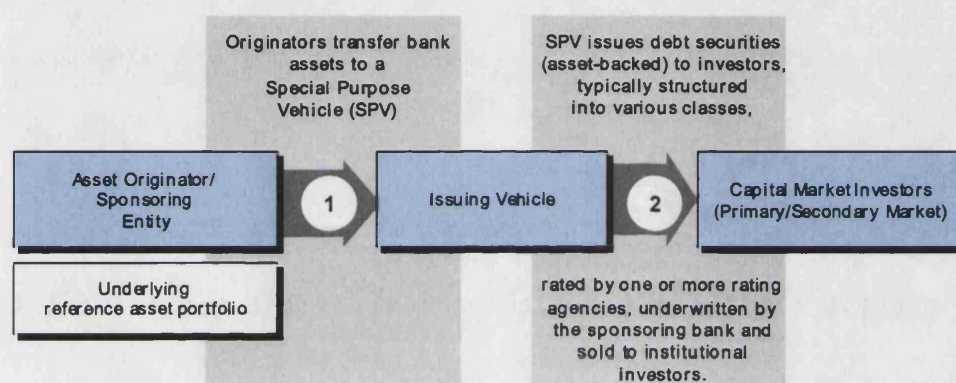 Originators transfer bank
assets to a
Special Purpose
Vehicle (SPV)
SPV issues debt securities
(asset-backed) to investors,
typically structured
into various classes,
Asset Originator/
Sponsoring
Entity
1
Issuing Vehicle
2
Capital Market Investors
(Primary/Secondary Market)
Underlying
reference asset portfolio
rated by one or more rating
agencies, underwritten by
the sponsoring bank and
sold to institutional
investors.